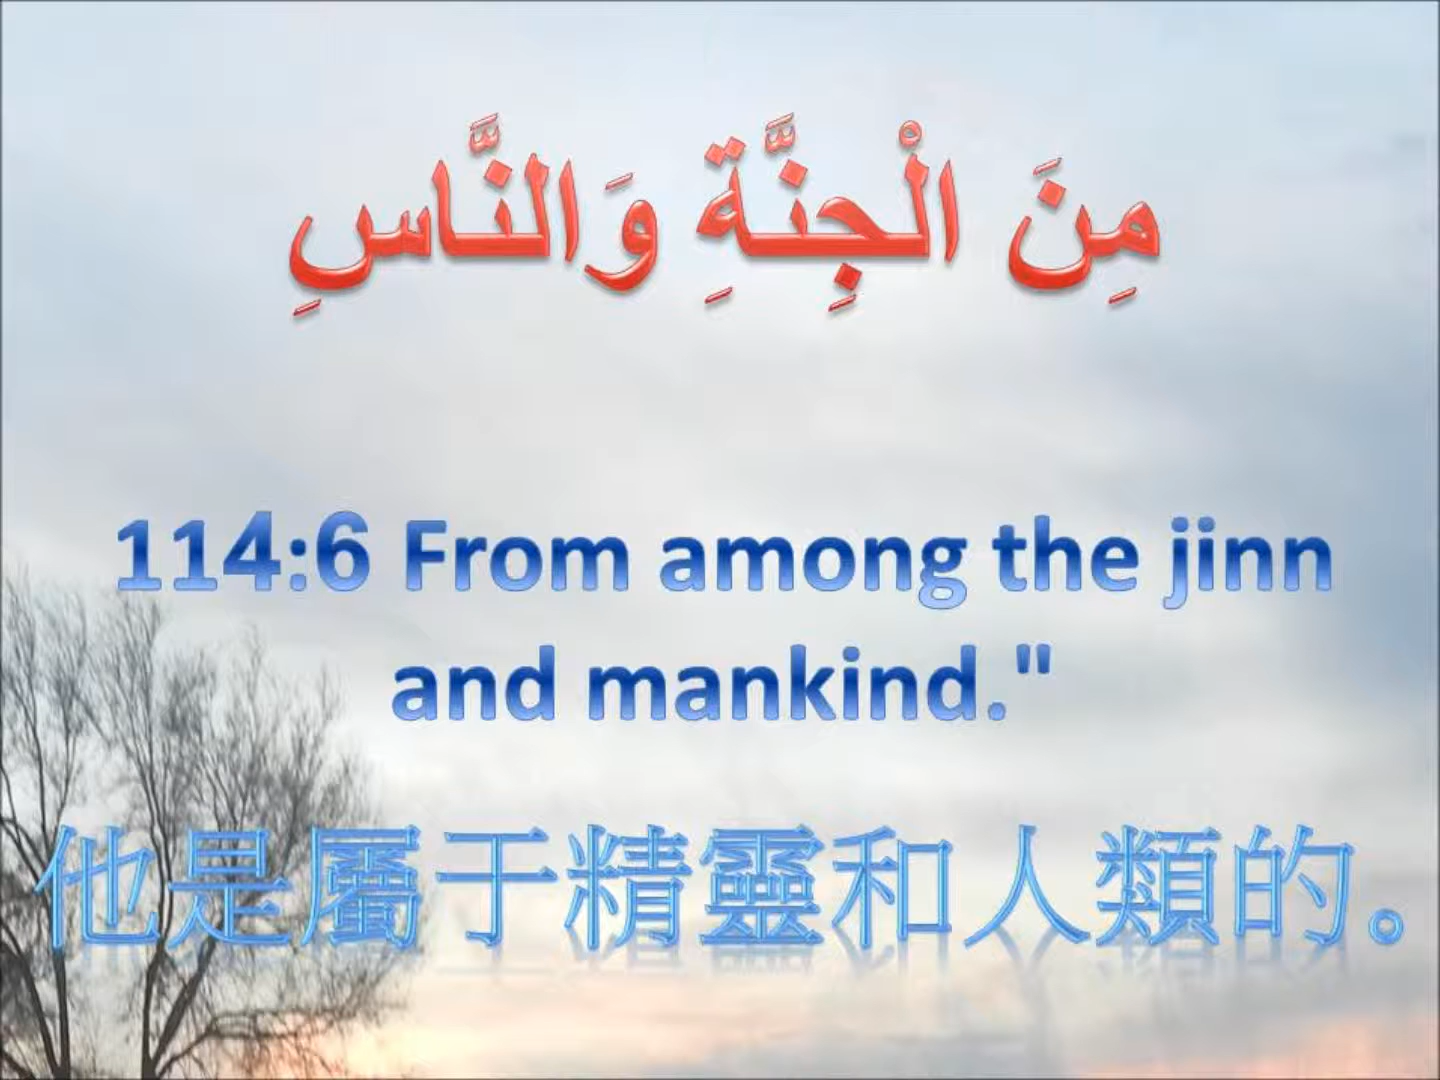 مِنَ الْجِنَّةِ وَالنَّاسِ
114:6 From among the jinn
and mankind."
他是屬于精靈和人類的。